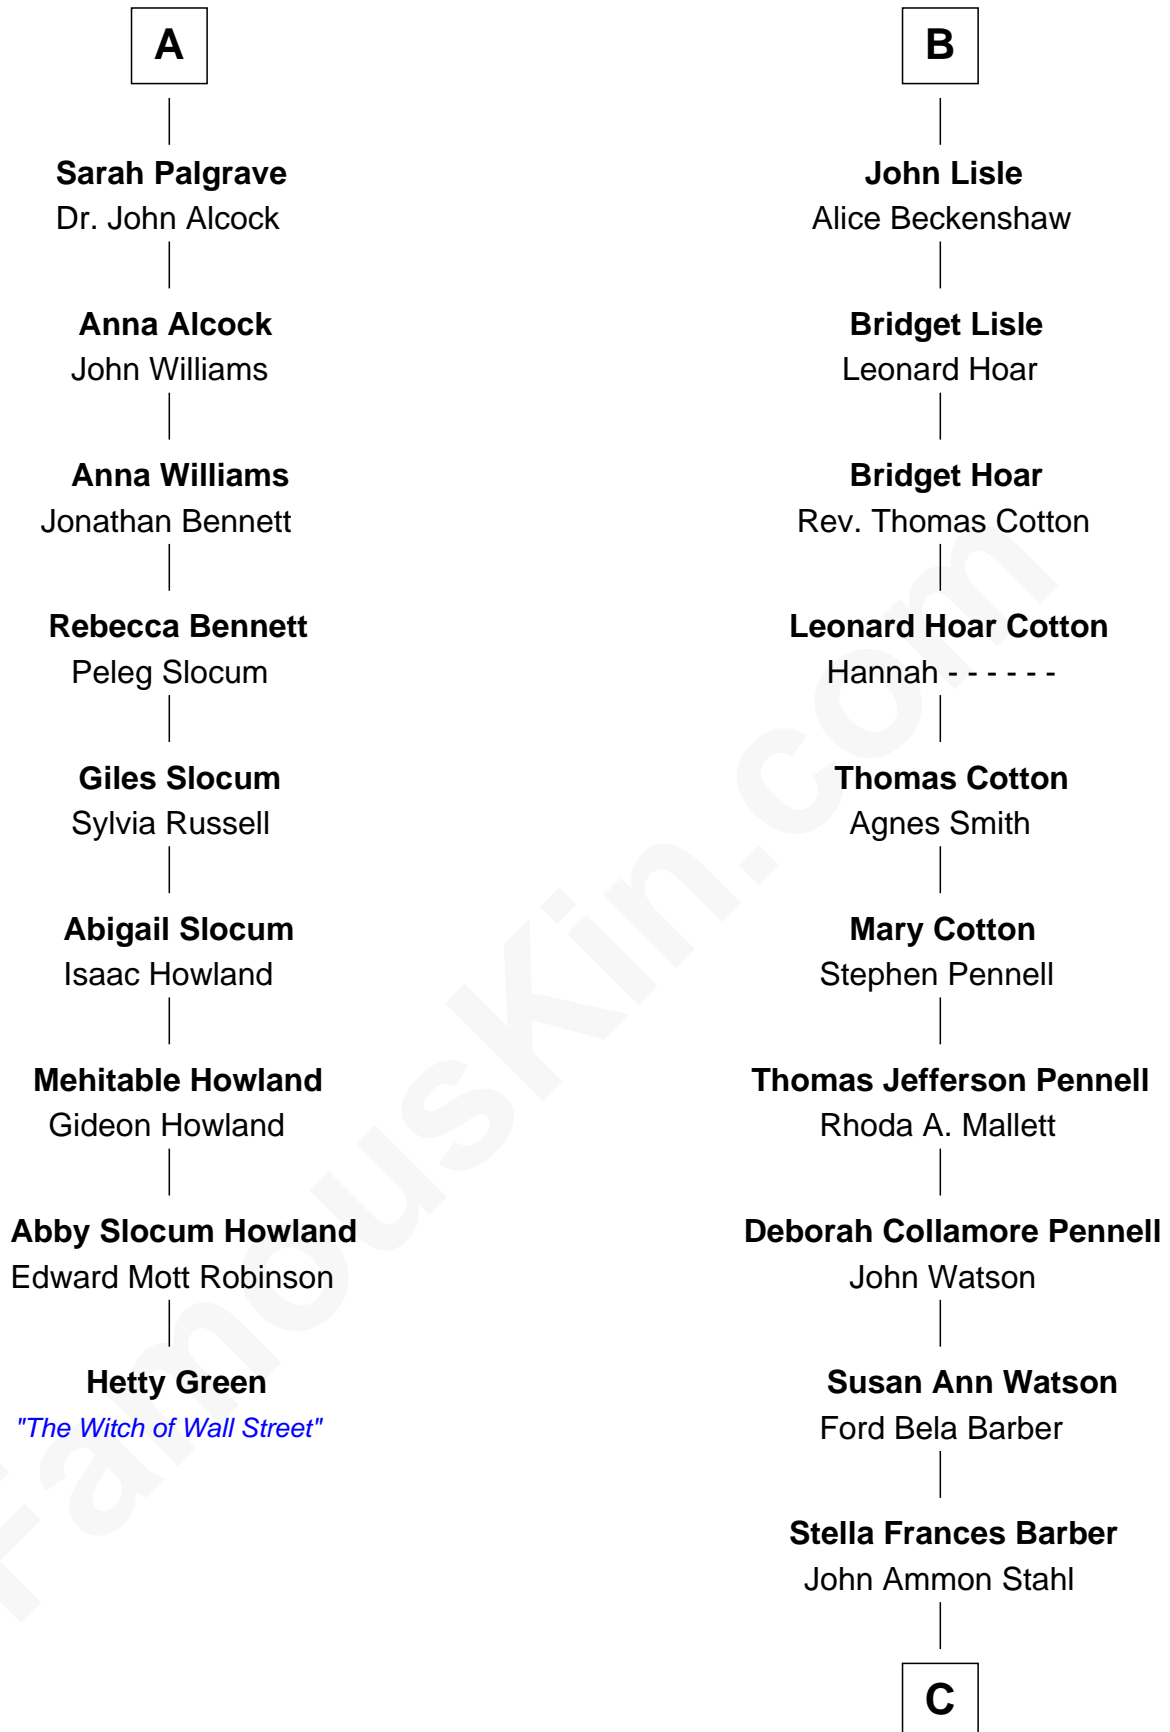 A
Sarah Palgrave
Dr. John Alcock
Anna Alcock
John Williams
Anna Williams
Jonathan Bennett
Rebecca Bennett
Peleg Slocum
Giles Slocum
Sylvia Russell
Abigail Slocum
Isaac Howland
Mehitable Howland
Gideon Howland
Abby Slocum Howland
Edward Mott Robinson
Hetty Green
"The Witch of Wall Street"
B
John Lisle
Alice Beckenshaw
Bridget Lisle
Leonard Hoar
Bridget Hoar
Rev. Thomas Cotton
Leonard Hoar Cotton
Hannah - - - - - -
Thomas Cotton
Agnes Smith
Mary Cotton
Stephen Pennell
Thomas Jefferson Pennell
Rhoda A. Mallett
Deborah Collamore Pennell
John Watson
Susan Ann Watson
Ford Bela Barber
Stella Frances Barber
John Ammon Stahl
C
FamousKin.com